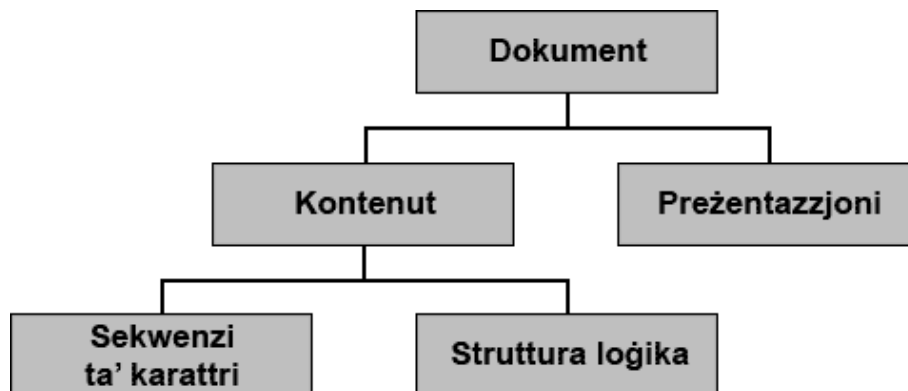 Dokument
Kontenut
Preżentazzjoni
Sekwenzi
ta’ karattri
Struttura loġika